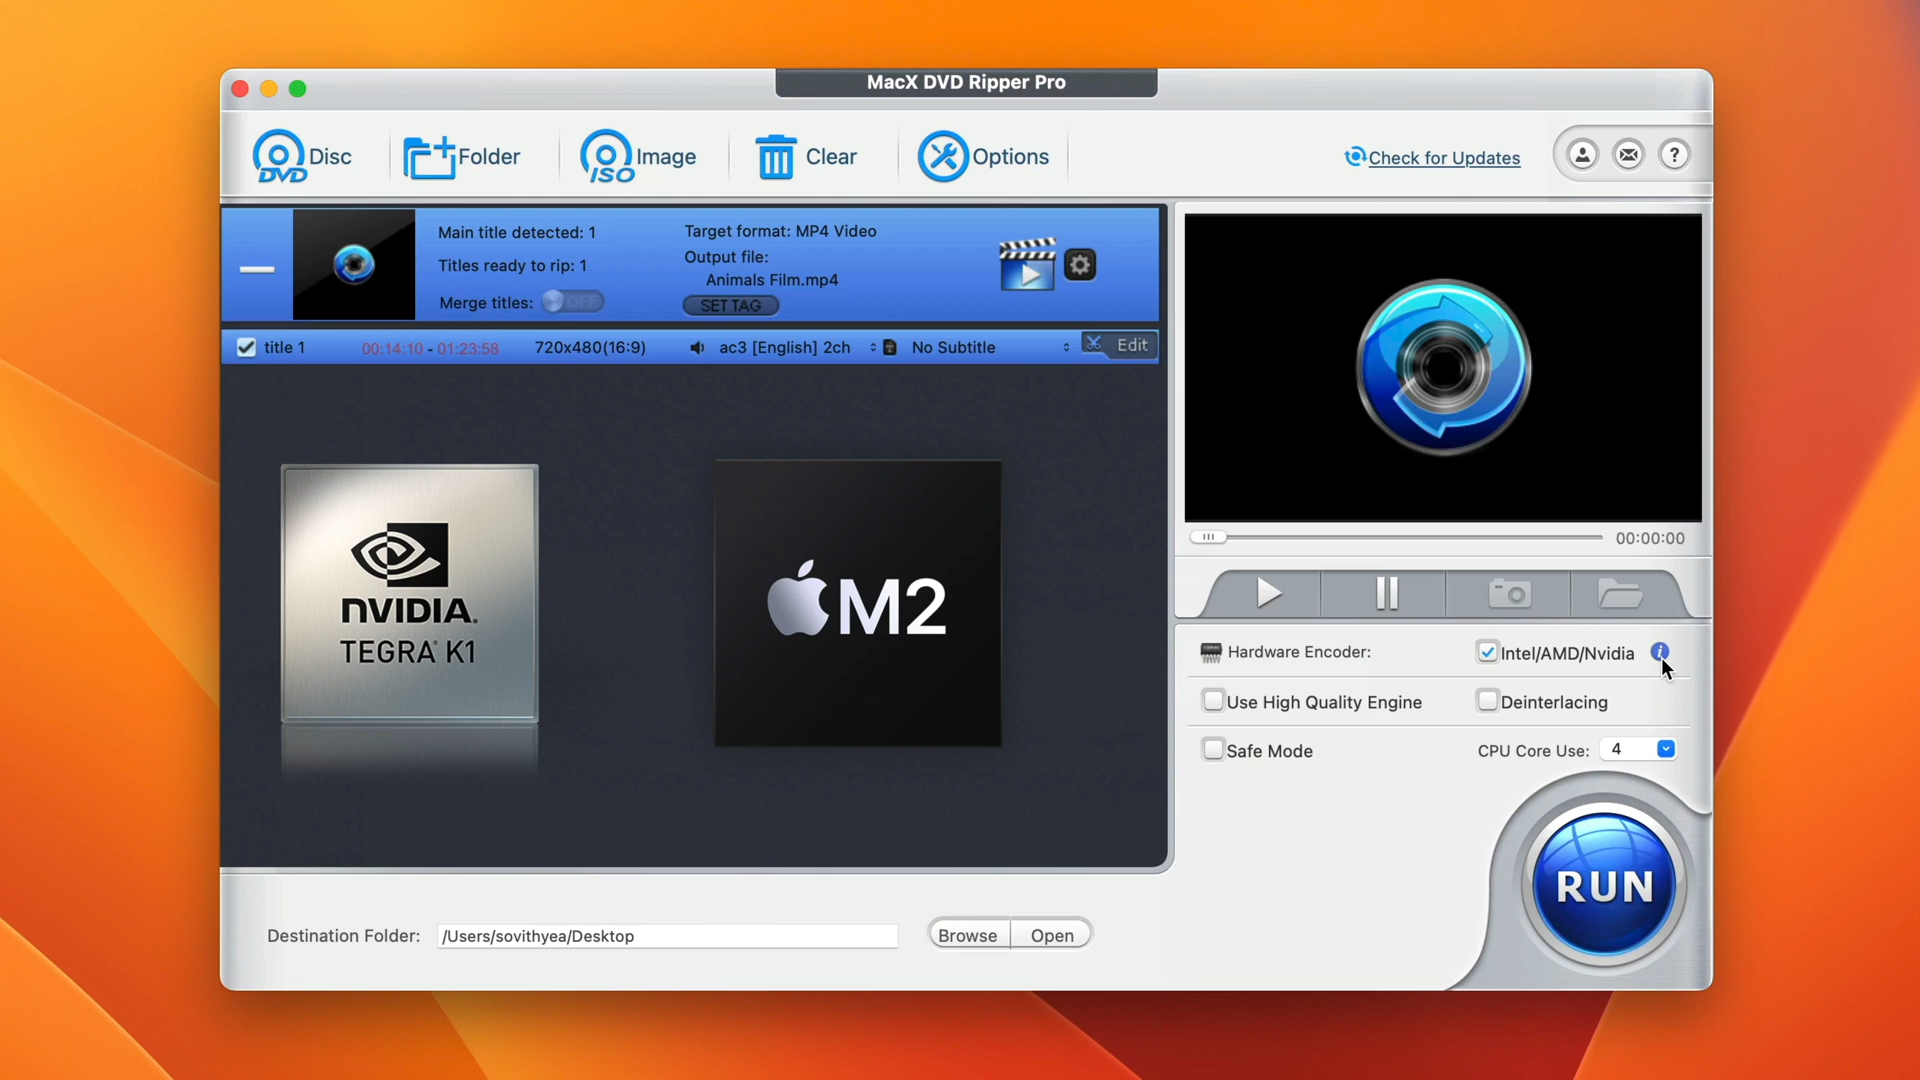 MacX DVD Ripper Pro
DVD Disc
Folder
ISO Image
Clear
Options
Check for Updates
?
Main title detected: 1
Titles ready to rip: 1
Merge titles: OFF
Target format: MP4 Video
Output file:
Animals Film.mp4
SET TAG
title 1 00:14:10 - 01:23:58 720x480(16:9) ac3 [English] 2ch No Subtitle Edit
nVIDIA.
TEGRA K1
M2
00:00:00
Hardware Encoder: Intel/AMD/Nvidia i
Use High Quality Engine Deinterlacing
Safe Mode CPU Core Use: 4
RUN
Destination Folder: /Users/sovithyea/Desktop Browse Open